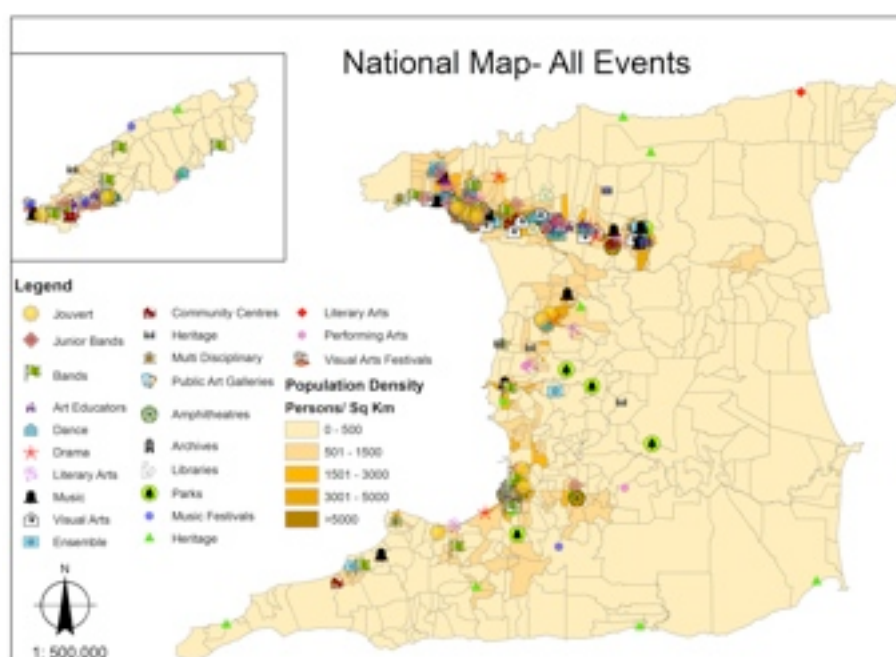 National Map- All Events
Legend
Jouvert
Junior Bands
Bands
Art Educators
Dance
Drama
Literary Arts
Music
Visual Arts
Ensemble
Community Centres
Heritage
Multi Disciplinary
Public Art Galleries
Amphitheatres
Archives
Libraries
Parks
Music Festivals
Heritage
Literary Arts
Performing Arts
Visual Arts Festivals
Population Density
Persons/ Sq Km
0 - 500
501 - 1500
1501 - 3000
3001 - 5000
>5000
N
1: 500,000